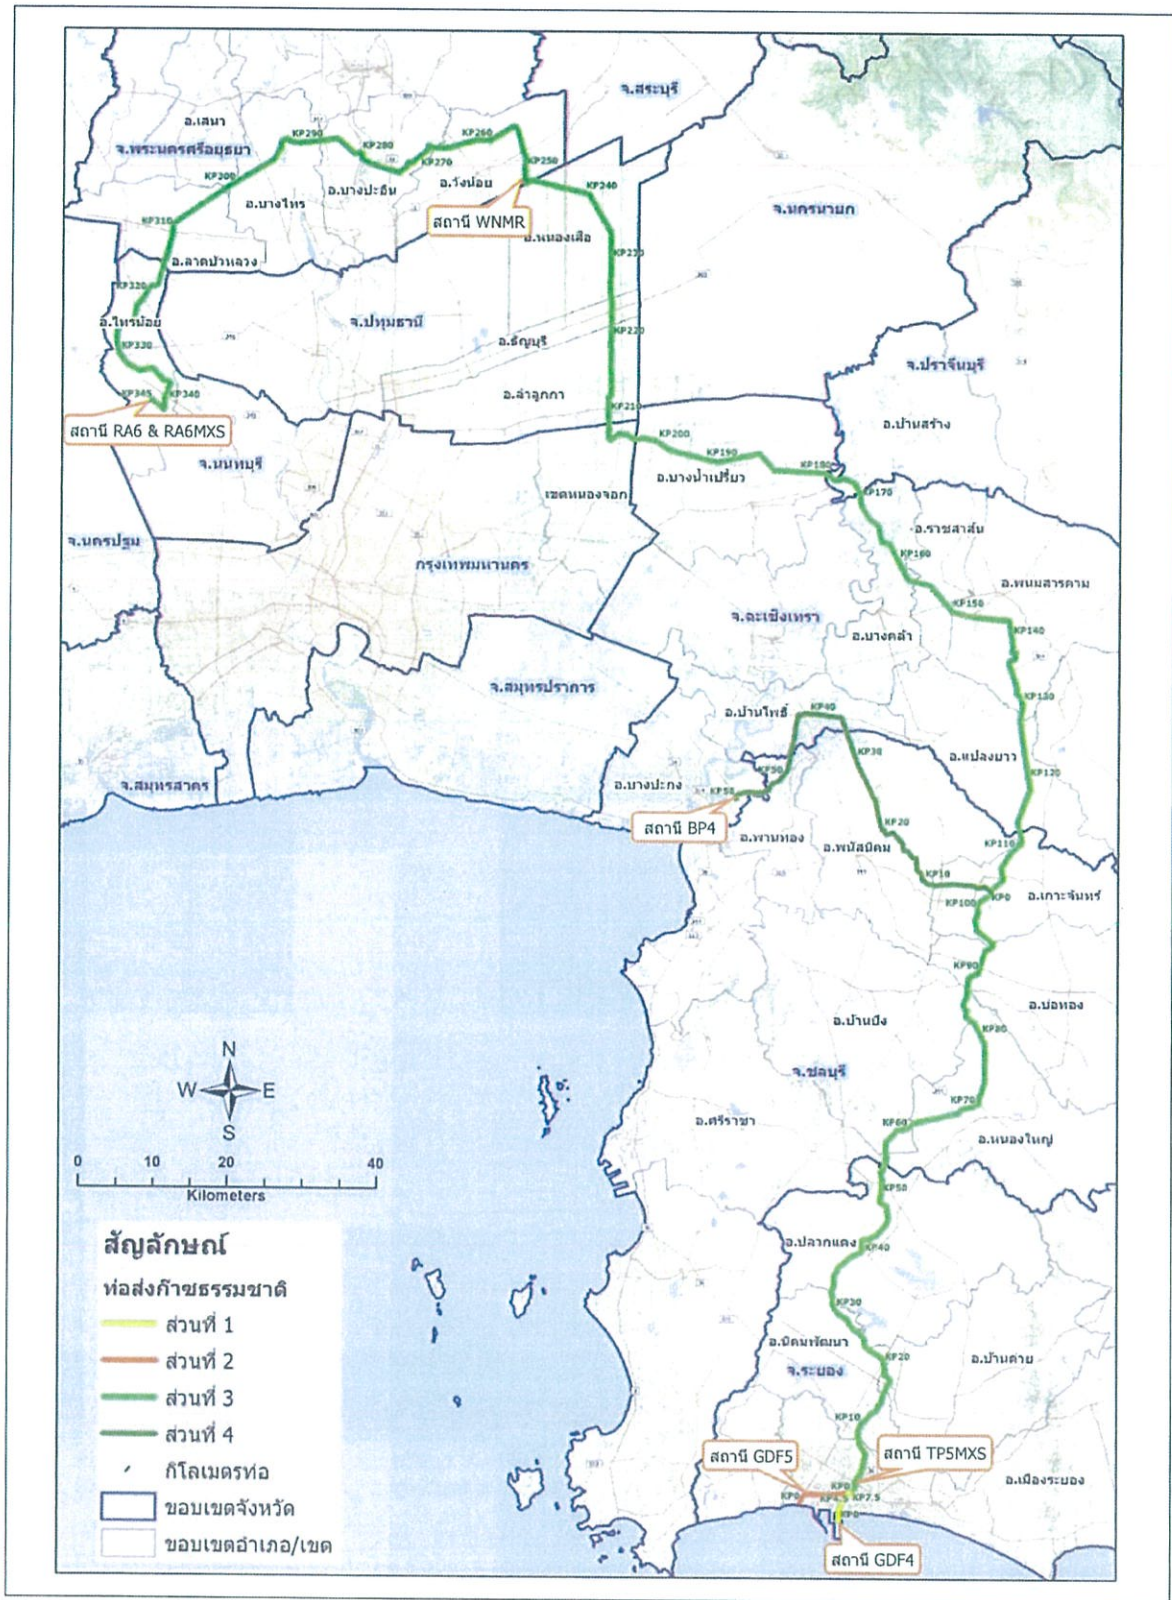 จ.สระบุรี
อ.เสนา
จ.พระนครศรีอยุธยา
KP290
KP280
KP270
KP260
KP250
KP240
KP200
อ.บางไทร
อ.บางปะอิน
อ.วังน้อย
สถานี WNMR
จ.นครนายก
KP310
อ.หนองเสือ
KP230
อ.ลาดบัวหลวง
KP320
อ.ไทรน้อย
จ.ปทุมธานี
KP220
อ.ธัญบุรี
KP330
จ.ปราจีนบุรี
KP345
KP340
อ.ลำลูกกา
KP210
อ.บ้านสร้าง
สถานี RA6 & RA6MXS
KP200
KP190
KP180
จ.นนทบุรี
อ.บางน้ำเปรี้ยว
เขตหนองจอก
KP170
อ.ราชสาส์น
จ.นครปฐม
กรุงเทพมหานคร
KP160
อ.พนมสารคาม
KP150
จ.ฉะเชิงเทรา
อ.บางคล้า
KP140
จ.สมุทรปราการ
KP130
อ.บ้านโพธิ์
KP40
KP30
อ.แปลงยาว
จ.สมุทรสาคร
อ.บางปะกง
KP50
KP58
KP120
สถานี BP4
อ.พานทอง
KP20
อ.พนัสนิคม
KP110
KP10
KP0
KP100
อ.เกาะจันทร์
KP90
อ.บ่อทอง
อ.บ้านบึง
KP80
จ.ชลบุรี
KP70
อ.ศรีราชา
KP60
อ.หนองใหญ่
N
W E
S
0 10 20 40
Kilometers
KP50
อ.ปลวกแดง
KP40
KP30
อ.นิคมพัฒนา
KP20
อ.บ้านค่าย
จ.ระยอง
KP10
สถานี GDF5
สถานี TP5MXS
อ.เมืองระยอง
KP0
KP0
KP7.5
KP0
สถานี GDF4
สัญลักษณ์
ท่อส่งก๊าซธรรมชาติ
ส่วนที่ 1
ส่วนที่ 2
ส่วนที่ 3
ส่วนที่ 4
กิโลเมตรท่อ
ขอบเขตจังหวัด
ขอบเขตอำเภอ/เขต